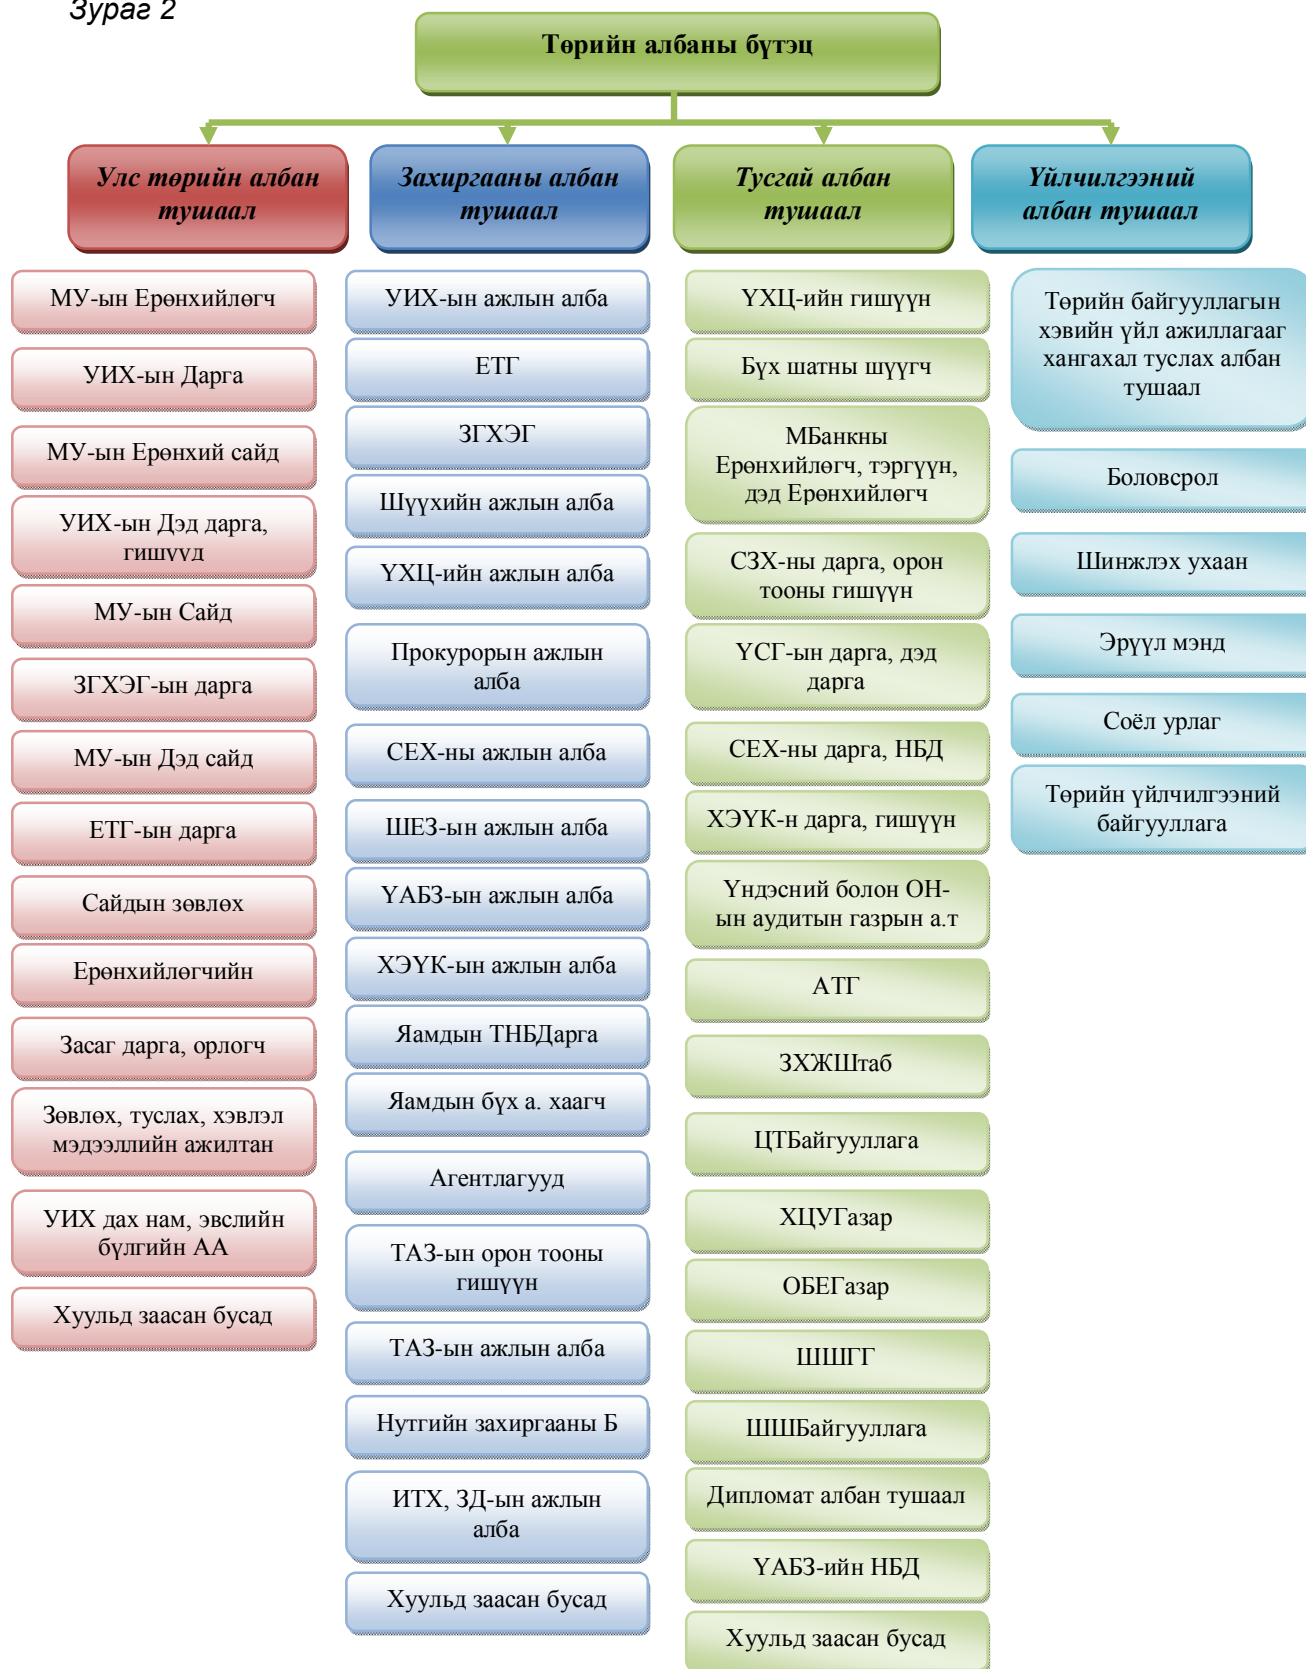 Зураг 2
Төрийн албаны бүтэц
Улс төрийн албан
тушаал
Захиргааны албан
тушаал
Тусгай албан
тушаал
Үйлчилгээний
албан тушаал
МУ-ын Ерөнхийлөгч
УИХ-ын Дарга
МУ-ын Ерөнхий сайд
УИХ-ын Дэд дарга,
гишүүд
МУ-ын Сайд
ЗГХЭГ-ын дарга
МУ-ын Дэд сайд
ЕТГ-ын дарга
Сайдын зөвлөх
Ерөнхийлөгчийн
Засаг дарга, орлогч
Зөвлөх, туслах, хэвлэл
мэдээллийн ажилтан
УИХ дах нам, эвслийн
бүлгийн АА
Хуульд заасан бусад
УИХ-ын ажлын алба
ЕТГ
ЗГХЭГ
Шүүхийн ажлын алба
ҮХЦ-ийн ажлын алба
Прокурорын ажлын
алба
СЕХ-ны ажлын алба
ШЕЗ-ын ажлын алба
ҮАБЗ-ын ажлын алба
ХЭҮК-ын ажлын алба
Яамдын ТНБДарга
Яамдын бүх а. хаагч
Агентлагууд
ТАЗ-ын орон тооны
гишүүн
ТАЗ-ын ажлын алба
Нутгийн захиргааны Б
ИТХ, ЗД-ын ажлын
алба
Хуульд заасан бусад
ҮХЦ-ийн гишүүн
Бүх шатны шүүгч
МБанкны
Ерөнхийлөгч, тэргүүн,
дэд Ерөнхийлөгч
СЗХ-ны дарга, орон
тооны гишүүн
ҮСГ-ын дарга, дэд
дарга
СЕХ-ны дарга, НБД
ХЭҮК-н дарга, гишүүн
Үндэсний болон ОН-
ын аудитын газрын а.т
АТГ
ЗХЖШтаб
ЦТБайгууллага
ХЦУГазар
ОБЕГазар
ШШГГ
ШШБайгууллага
Дипломат албан тушаал
ҮАБЗ-ийн НБД
Хуульд заасан бусад
Төрийн байгууллагын
хэвийн үйл ажиллагааг
хангахал туслах албан
тушаал
Боловсрол
Шинжлэх ухаан
Эрүүл мэнд
Соёл урлаг
Төрийн үйлчилгээний
байгууллага